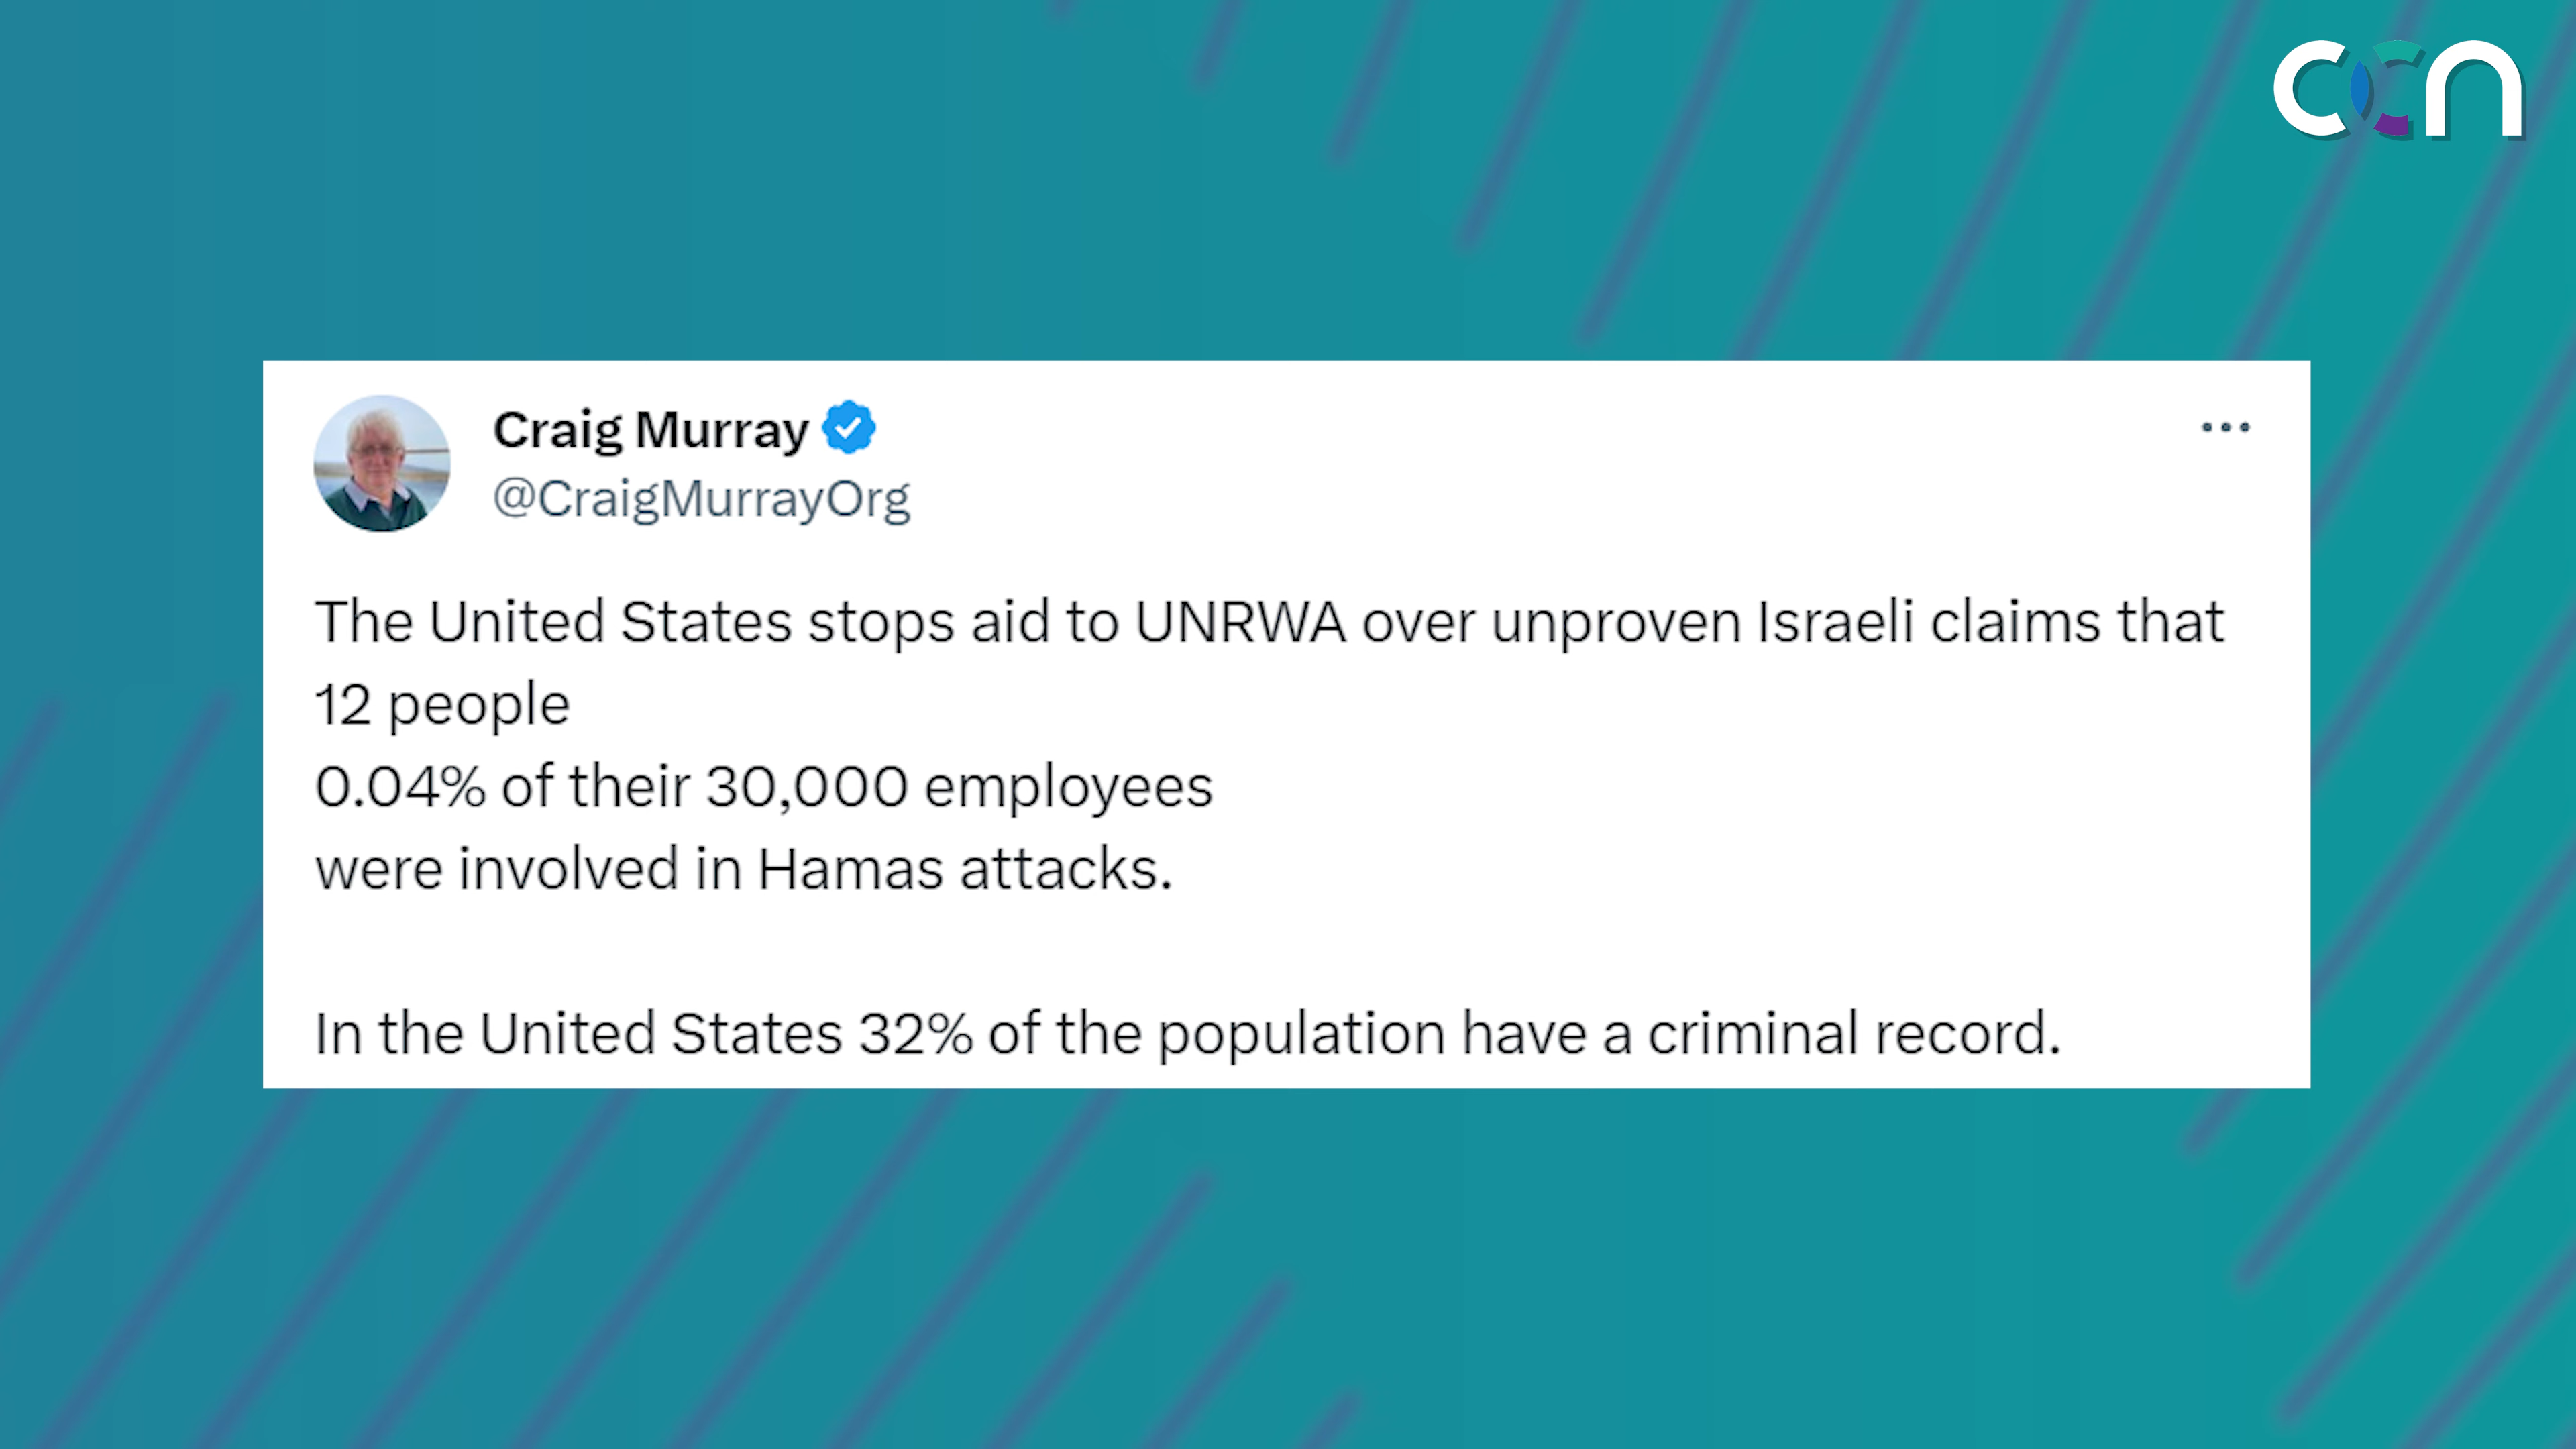 ccn
Craig Murray
@CraigMurrayOrg
The United States stops aid to UNRWA over unproven Israeli claims that
12 people
0.04% of their 30,000 employees
were involved in Hamas attacks.
In the United States 32% of the population have a criminal record.